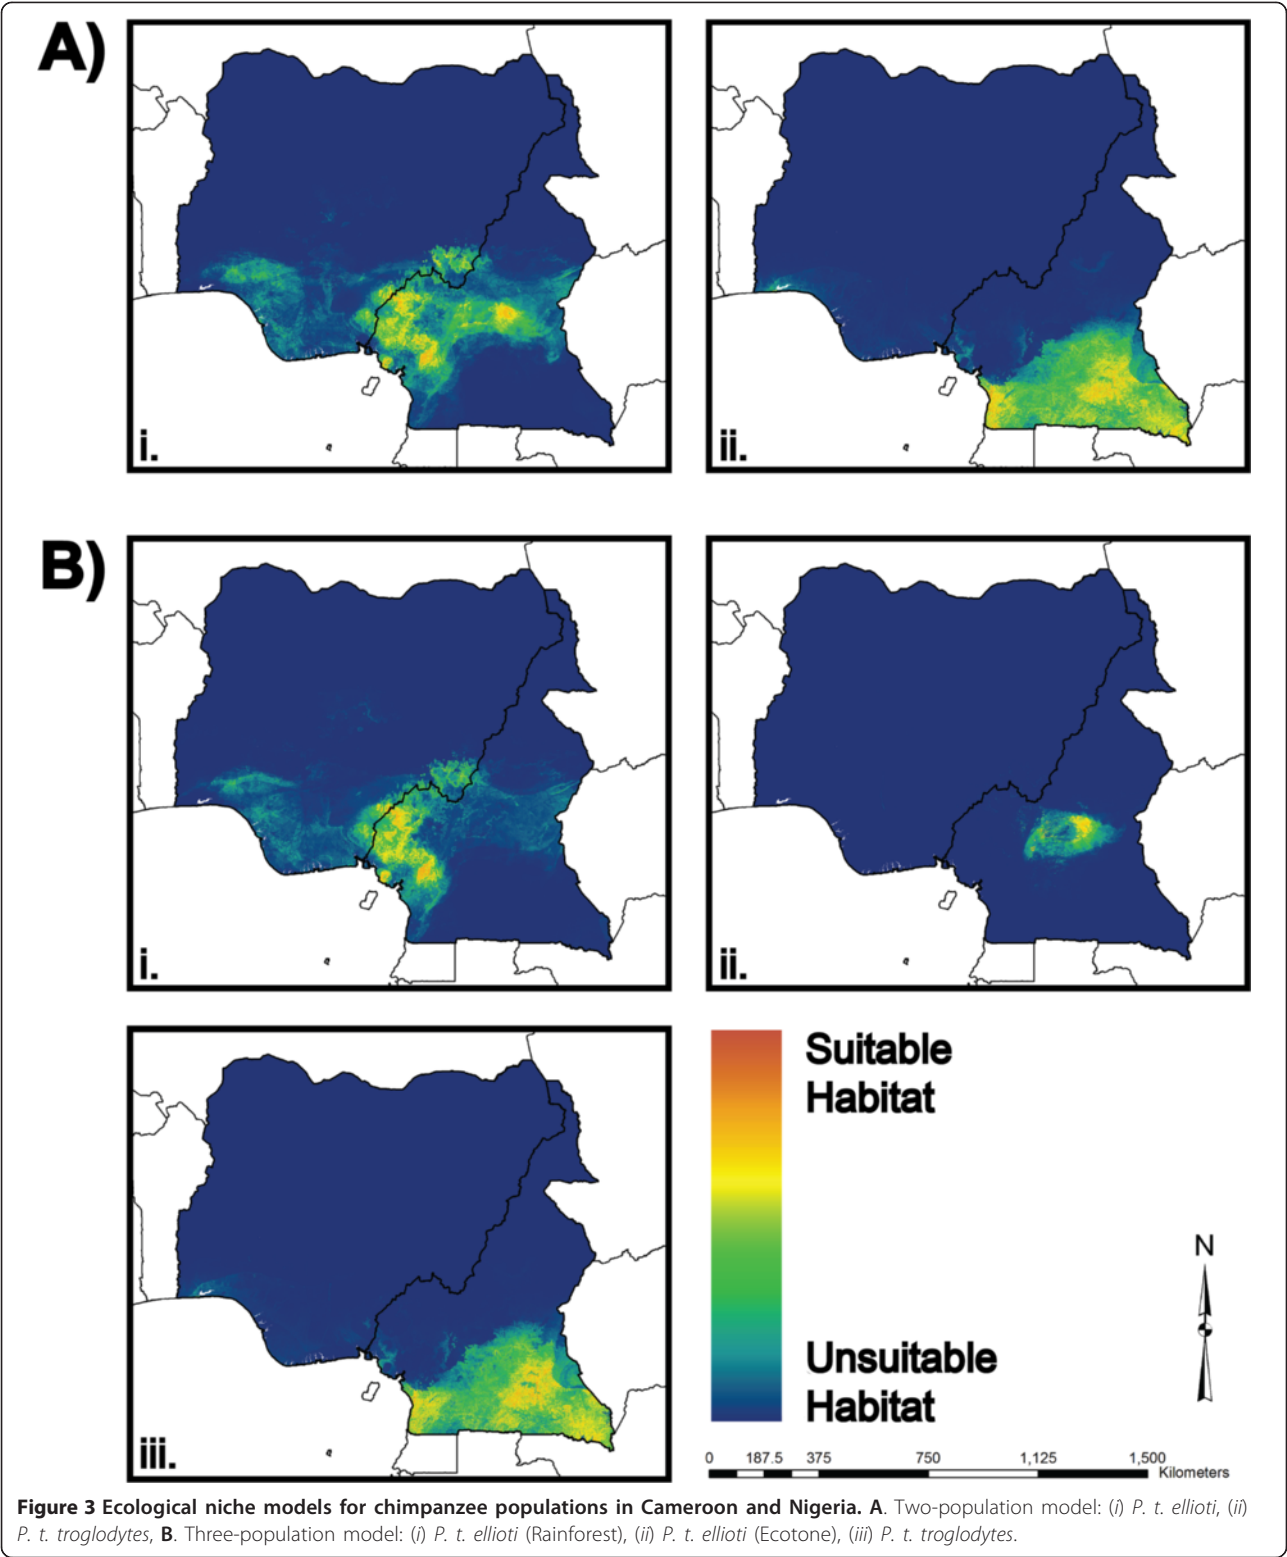 A)
i.
ii.
B)
i.
ii.
iii.
Suitable
Habitat
Unsuitable
Habitat
N
0 187.5 375 750 1,125 1,500
Kilometers
Figure 3 Ecological niche models for chimpanzee populations in Cameroon and Nigeria. A. Two-population model: (i) P. t. ellioti, (ii)
P. t. troglodytes, B. Three-population model: (i) P. t. ellioti (Rainforest), (ii) P. t. ellioti (Ecotone), (iii) P. t. troglodytes.